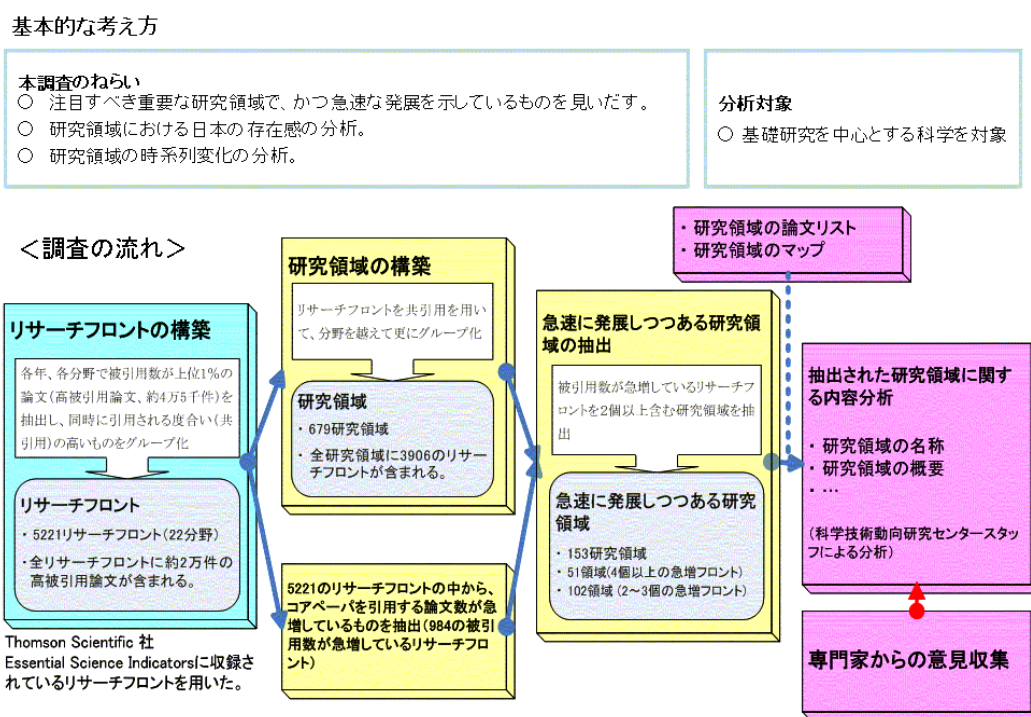 基本的な考え方
本調査のねらい
○ 注目すべき重要な研究領域で、かつ急速な発展を示しているものを見いだす。
○ 研究領域における日本の存在感の分析。
○ 研究領域の時系列変化の分析。
分析対象
○ 基礎研究を中心とする科学を対象
＜調査の流れ＞
リサーチフロントの構築
各年、各分野で被引用数が上位1%の
論文(高被引用論文、約4万5千件)を
抽出し、同時に引用される度合い(共
引用)の高いものをグループ化
リサーチフロント
・5221リサーチフロント(22分野)
・全リサーチフロントに約2万件の
高被引用論文が含まれる。
Thomson Scientific 社
Essential Science Indicatorsに収録さ
れているリサーチフロントを用いた。
研究領域の構築
リサーチフロントを共引用を用い
て、分野を越えて更にグループ化
研究領域
・679研究領域
・全研究領域に3906のリサー
チフロントが含まれる。
5221のリサーチフロントの中から、
コアペーパを引用する論文数が急
増しているものを抽出(984の被引
用数が急増しているリサーチフロ
ント)
急速に発展しつつある研究領
域の抽出
被引用数が急増しているリサーチフ
ロントを2個以上含む研究領域を抽
出
急速に発展しつつある研究
領域
・153研究領域
・51領域(4個以上の急増フロント)
・102領域 (2～3個の急増フロント)
・研究領域の論文リスト
・研究領域のマップ
抽出された研究領域に関す
る内容分析
・研究領域の名称
・研究領域の概要
・…
(科学技術動向研究センタースタッ
フによる分析)
専門家からの意見収集